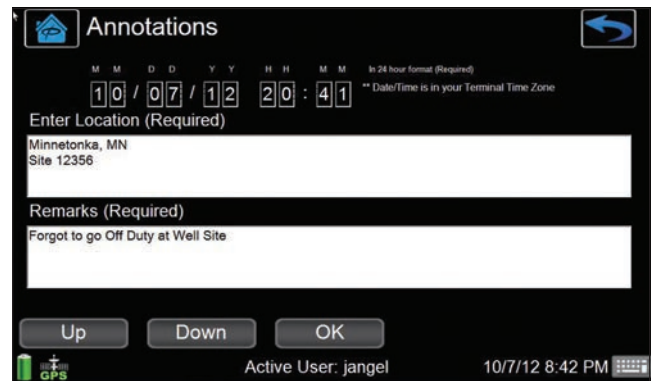 Annotations
M M D D Y Y H H M M In 24 hour format (Required)
10 / 07 / 12 20 : 41 ** Date/Time is in your Terminal Time Zone
Enter Location (Required)
Minnetonka, MN
Site 12356
Remarks (Required)
Forgot to go Off Duty at Well Site
Up Down OK
GPS Active User: jangel 10/7/12 8:42 PM